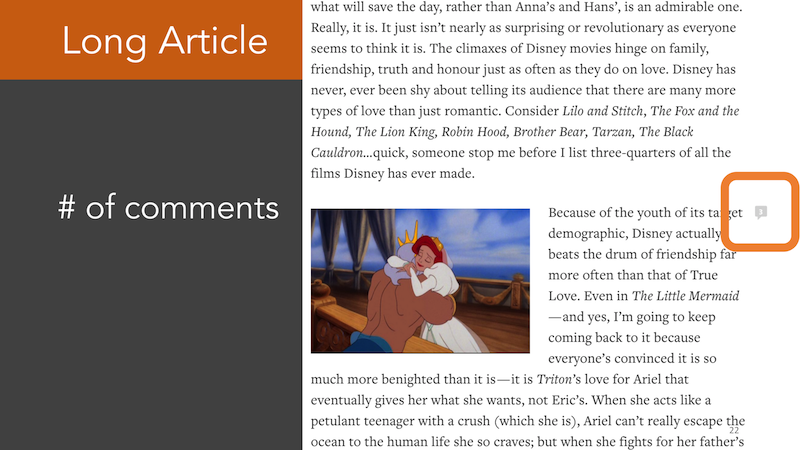 Long Article
# of comments
what will save the day, rather than Anna’s and Hans’, is an admirable one.
Really, it is. It just isn’t nearly as surprising or revolutionary as everyone
seems to think it is. The climaxes of Disney movies hinge on family,
friendship, truth and honour just as often as they do on love. Disney has
never, ever been shy about telling its audience that there are many more
types of love than just romantic. Consider Lilo and Stitch, The Fox and the
Hound, The Lion King, Robin Hood, Brother Bear, Tarzan, The Black
Cauldron…quick, someone stop me before I list three-quarters of all the
films Disney has ever made.
Because of the youth of its target
demographic, Disney actually
beats the drum of friendship far
more often than that of True
Love. Even in The Little Mermaid
—and yes, I’m going to keep
coming back to it because
everyone’s convinced it is so
much more benighted than it is—it is Triton’s love for Ariel that
eventually gives her what she wants, not Eric’s. When she acts like a
petulant teenager with a crush (which she is), Ariel can’t really escape the
ocean to the human life she so craves; but when she fights for her father’s
3
22